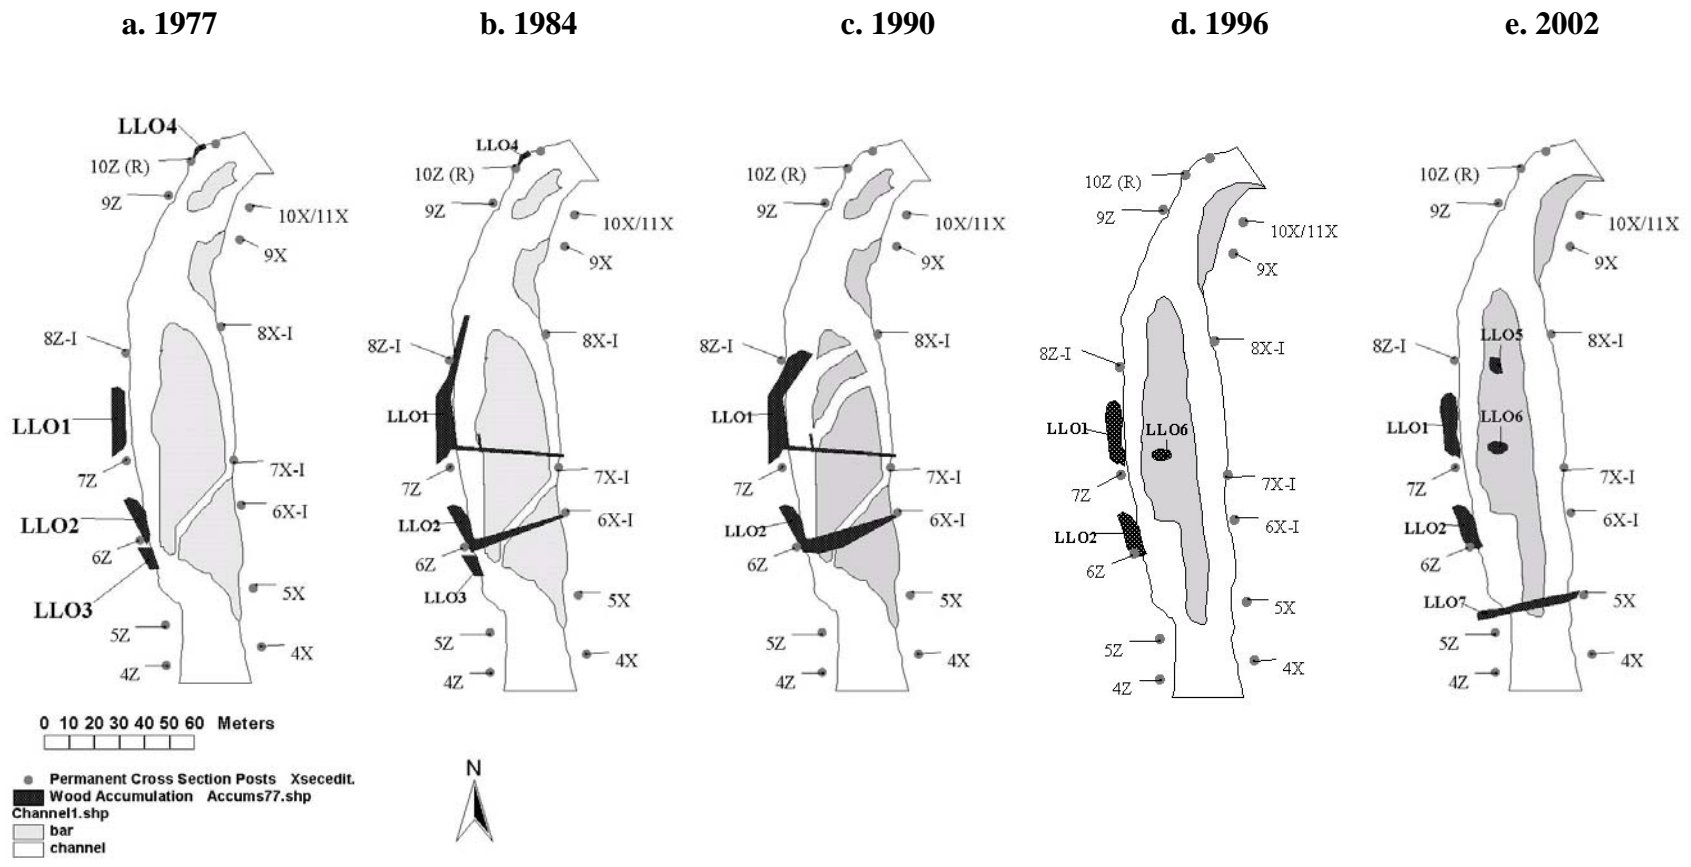 a. 1977
b. 1984
c. 1990
d. 1996
e. 2002
LLO4
10Z (R)
9Z
10X/11X
9X
8Z-I
8X-I
LLO1
7Z
7X-I
6X-I
LLO2
6Z
LLO3
5X
5Z
4X
4Z
LLO4
10Z (R)
9Z
10X/11X
9X
8Z-I
8X-I
LLO1
7Z
7X-I
6X-I
LLO2
6Z
LLO3
5X
5Z
4X
4Z
10Z (R)
9Z
10X/11X
9X
8Z-I
8X-I
LLO1
7Z
7X-I
6X-I
LLO2
6Z
5X
5Z
4X
4Z
10Z (R)
9Z
10X/11X
9X
8Z-I
8X-I
LLO1
LLO6
7Z
7X-I
6X-I
LLO2
6Z
5X
5Z
4X
4Z
10Z (R)
9Z
10X/11X
9X
8Z-I
8X-I
LLO5
LLO1
LLO6
7Z
7X-I
6X-I
LLO2
6Z
LLO7
5X
5Z
4X
4Z
0 10 20 30 40 50 60 Meters
Permanent Cross Section Posts Xsecedit.
Wood Accumulation Accums77.shp
Channel1.shp
bar
channel
N